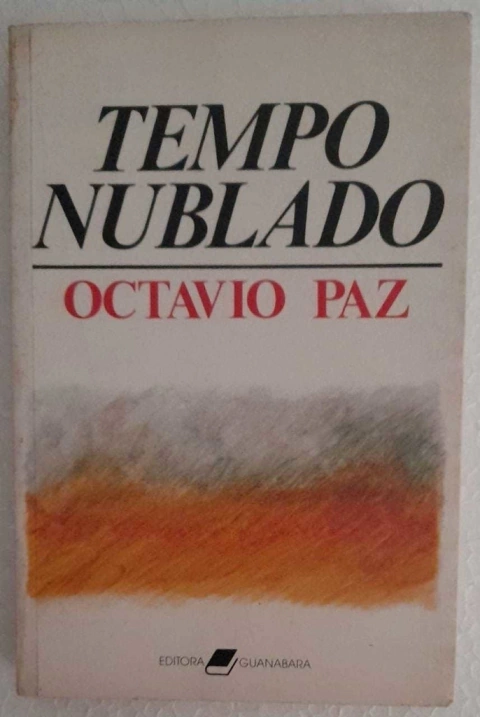 TEMPO
NUBLADO
OCTAVIO PAZ
EDITORA GUANABARA